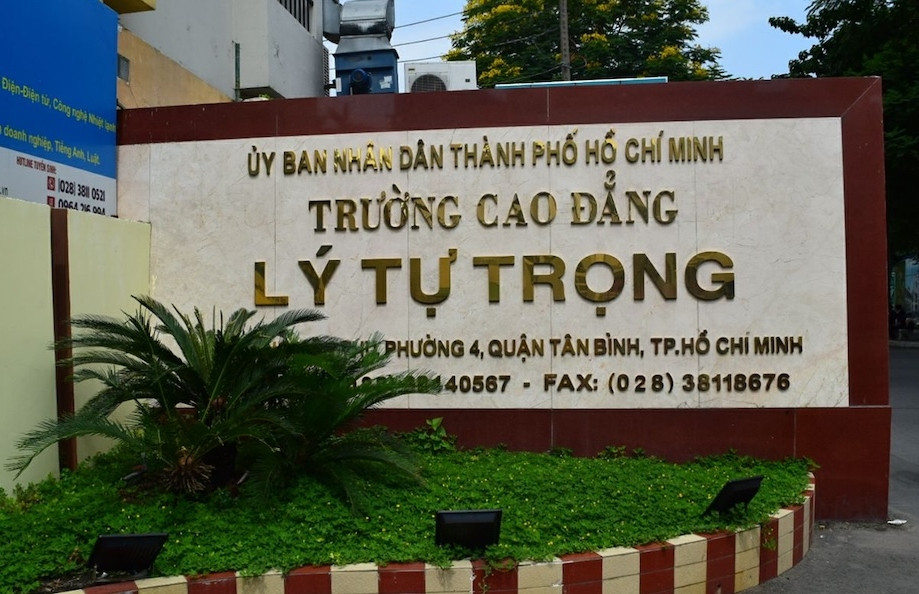 Điện-Điện tử, Công nghệ Nhiệt lạnh
doanh nghiệp, Tiếng Anh, Luật.
HOTLINE TUYỂN SINH:
(028) 3811 0521
0964 216 994
.vn
ỦY BAN NHÂN DÂN THÀNH PHỐ HỒ CHÍ MINH
TRƯỜNG CAO ĐẲNG
LÝ TỰ TRỌNG
PHƯỜNG 4, QUẬN TÂN BÌNH, TP.HỒ CHÍ MINH
38440567 - FAX: (028) 38118676